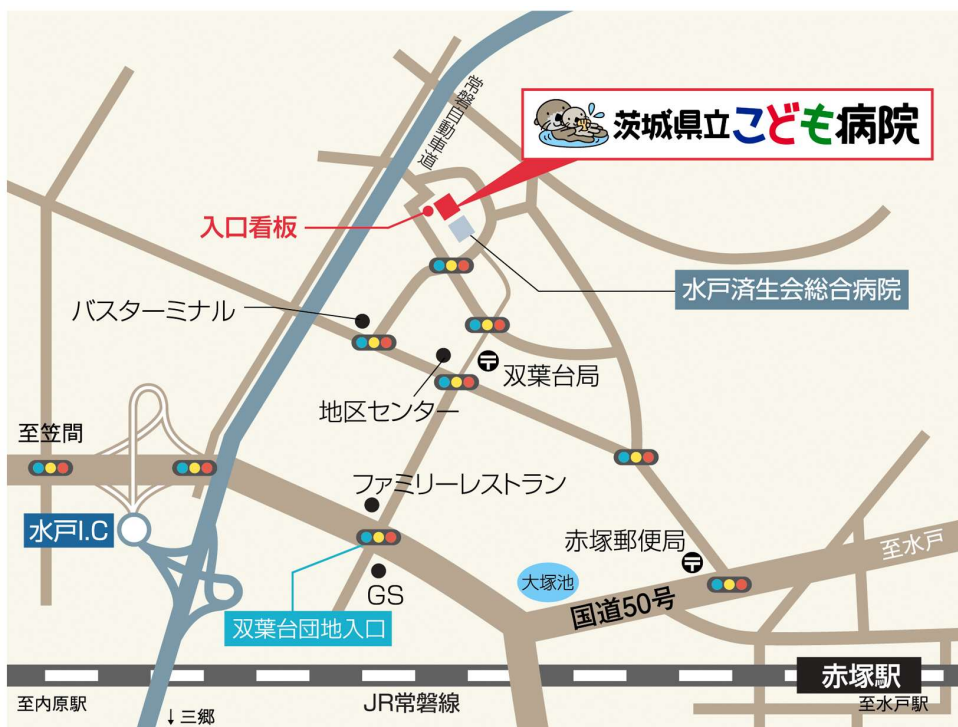 常磐自動車道
茨城県立こども病院
入口看板
水戸済生会総合病院
バスターミナル
双葉台局
地区センター
至笠間
ファミリーレストラン
水戸I.C
赤塚郵便局
至水戸
大塚池
GS
国道50号
双葉台団地入口
赤塚駅
至内原駅
JR常磐線
至水戸駅
↓三郷